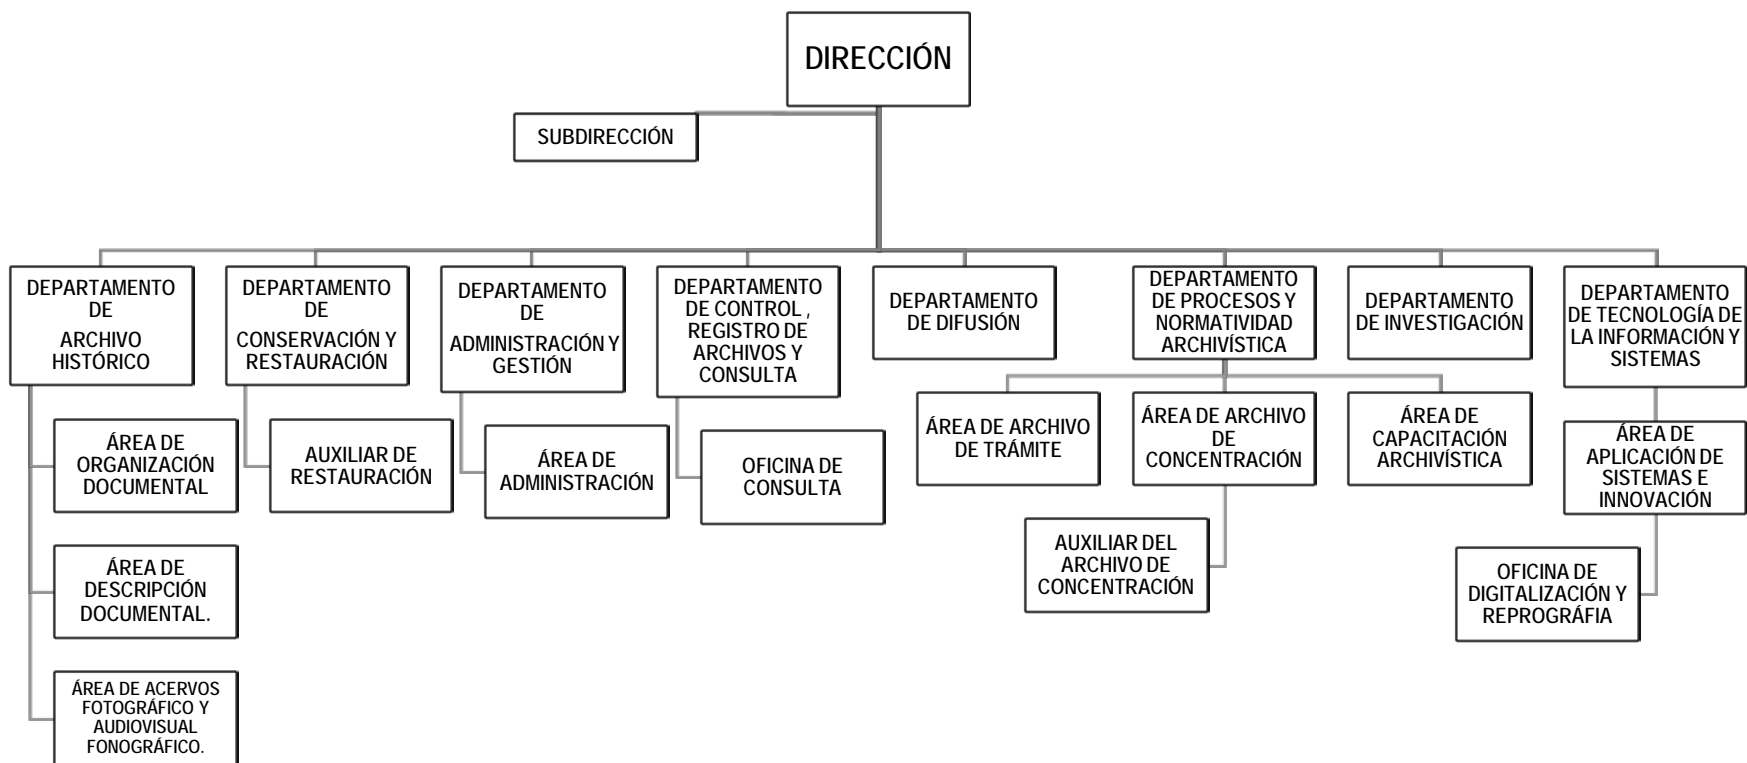 DIRECCIÓN
SUBDIRECCIÓN
DEPARTAMENTO
DE
ARCHIVO
HISTÓRICO
DEPARTAMENTO
DE
CONSERVACIÓN Y
RESTAURACIÓN
DEPARTAMENTO
DE
ADMINISTRACIÓN Y
GESTIÓN
DEPARTAMENTO
DE CONTROL ,
REGISTRO DE
ARCHIVOS Y
CONSULTA
DEPARTAMENTO
DE DIFUSIÓN
DEPARTAMENTO
DE PROCESOS Y
NORMATIVIDAD
ARCHIVÍSTICA
DEPARTAMENTO
DE INVESTIGACIÓN
DEPARTAMENTO
DE TECNOLOGÍA DE
LA INFORMACIÓN Y
SISTEMAS
ÁREA DE
ORGANIZACIÓN
DOCUMENTAL
AUXILIAR DE
RESTAURACIÓN
ÁREA DE
ADMINISTRACIÓN
OFICINA DE
CONSULTA
ÁREA DE ARCHIVO
DE TRÁMITE
ÁREA DE ARCHIVO
DE
CONCENTRACIÓN
ÁREA DE
CAPACITACIÓN
ARCHIVÍSTICA
ÁREA DE
APLICACIÓN DE
SISTEMAS E
INNOVACIÓN
ÁREA DE
DESCRIPCIÓN
DOCUMENTAL.
AUXILIAR DEL
ARCHIVO DE
CONCENTRACIÓN
OFICINA DE
DIGITALIZACIÓN Y
REPROGRÁFIA
ÁREA DE ACERVOS
FOTOGRÁFICO Y
AUDIOVISUAL
FONOGRÁFICO.